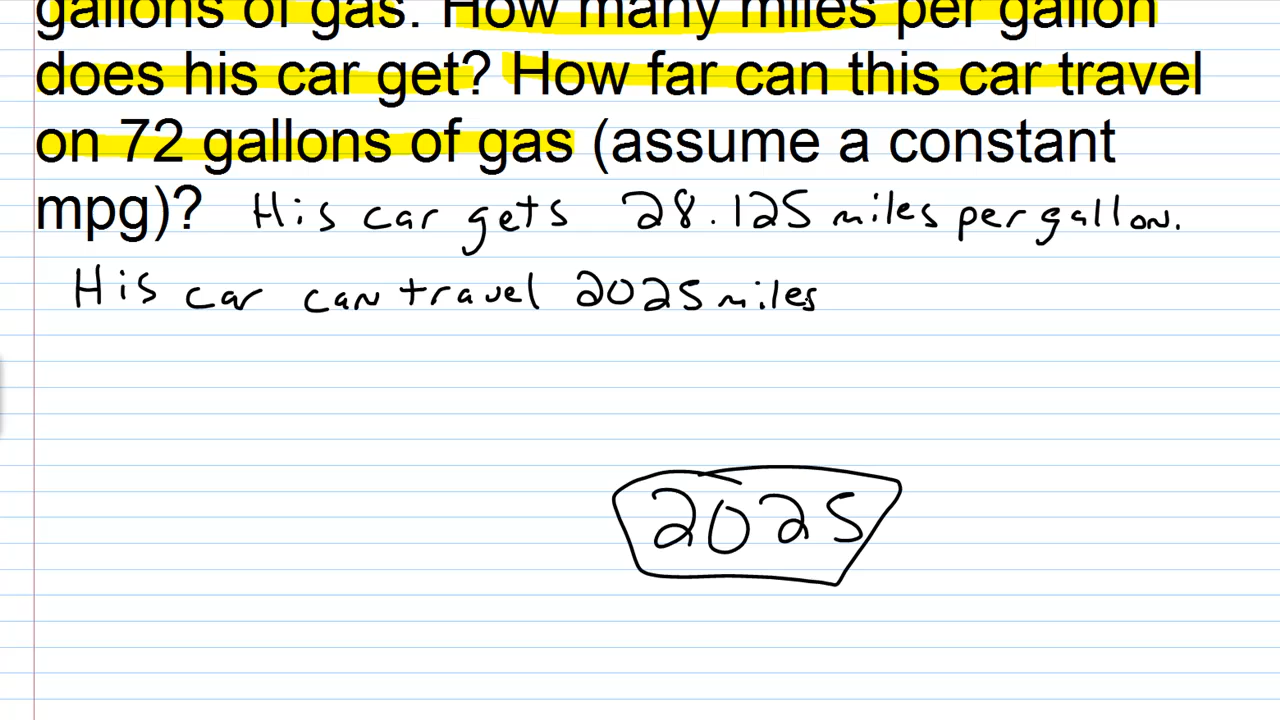 gallons of gas. How many miles per gallon
does his car get? How far can this car travel
on 72 gallons of gas (assume a constant
mpg)? His car gets 28.125 miles per gallon.
His car can travel 2025 miles
2025